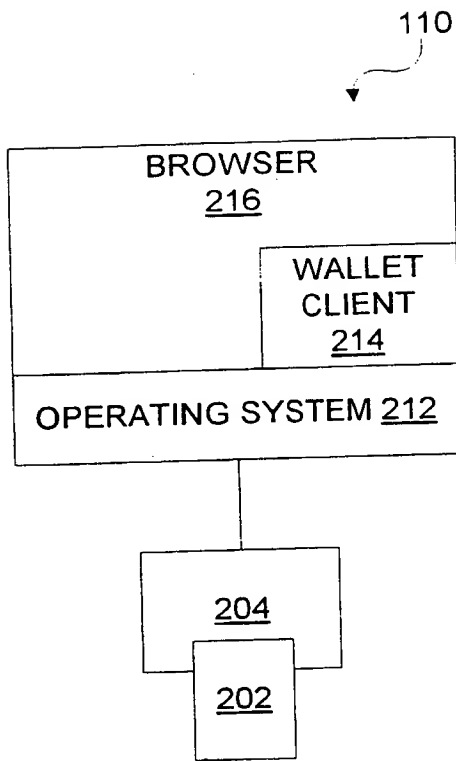 110
BROWSER
216
WALLET
CLIENT
214
OPERATING SYSTEM 212
204
202